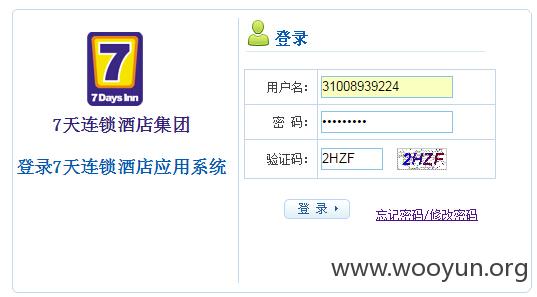 7
7 Days Inn
7天连锁酒店集团
登录7天连锁酒店应用系统
登录
用户名： 31008939224
密 码： •••••••••
验证码： 2HZF 2HZF
登 录
忘记密码/修改密码
www.wooyun.org